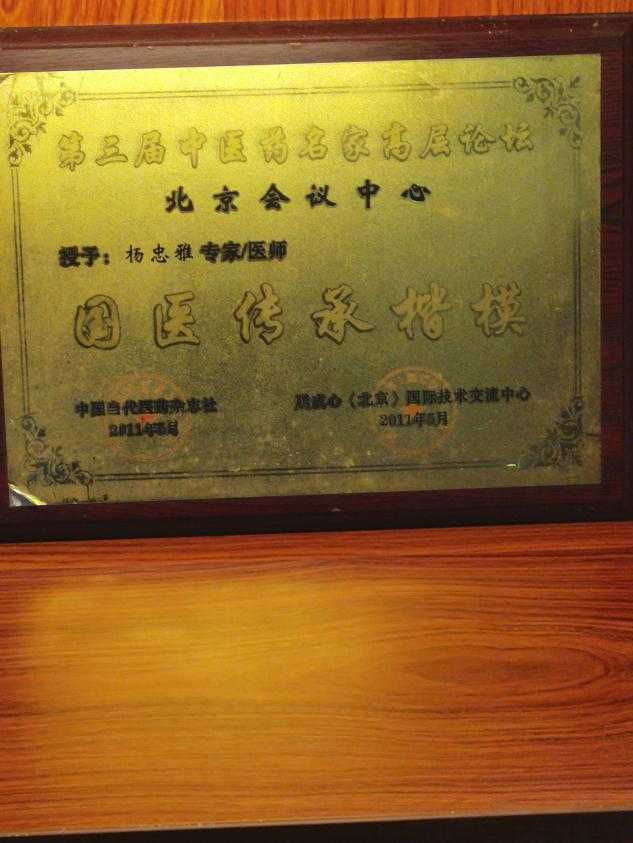 第三届中医药名家高层论坛
北京会议中心
授予：杨忠雅专家/医师
国医传承楷模
中国当代医药杂志社
2011年5月
成心《北京》国际技术交流中心
2011年5月